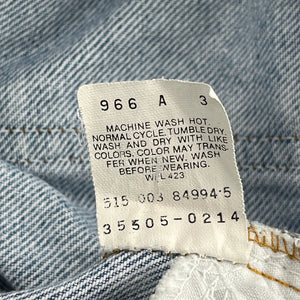 966 A 3
MACHINE WASH HOT.
NORMAL CYCLE. TUMBLE DRY
WASH AND DRY WITH LIKE
COLORS. COLOR MAY TRANS-
FER WHEN NEW. WASH
BEFORE WEARING.
WPL 423
515 003 84994-5
35505-0214